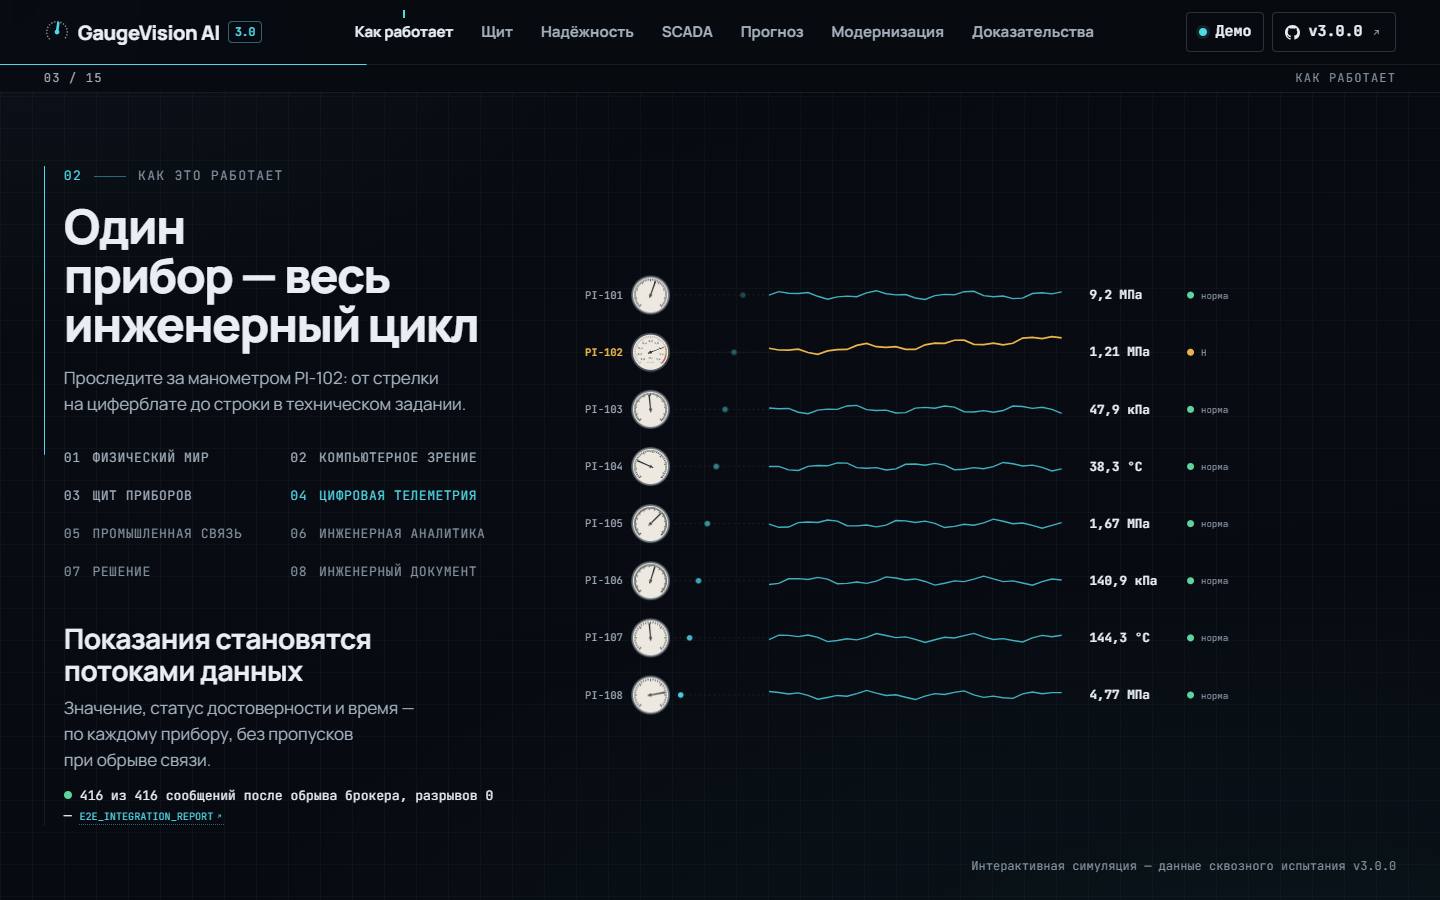 GaugeVision AI 3.0
Как работает
Щит
Надёжность
SCADA
Прогноз
Модернизация
Доказательства
Демо
v3.0.0 ↗
03 / 15
КАК РАБОТАЕТ
02 КАК ЭТО РАБОТАЕТ
Один
прибор — весь
инженерный цикл
Проследите за манометром PI-102: от стрелки
на циферблате до строки в техническом задании.
01 ФИЗИЧЕСКИЙ МИР
02 КОМПЬЮТЕРНОЕ ЗРЕНИЕ
03 ЩИТ ПРИБОРОВ
04 ЦИФРОВАЯ ТЕЛЕМЕТРИЯ
05 ПРОМЫШЛЕННАЯ СВЯЗЬ
06 ИНЖЕНЕРНАЯ АНАЛИТИКА
07 РЕШЕНИЕ
08 ИНЖЕНЕРНЫЙ ДОКУМЕНТ
Показания становятся
потоками данных
Значение, статус достоверности и время —
по каждому прибору, без пропусков
при обрыве связи.
416 из 416 сообщений после обрыва брокера, разрывов 0
— E2E_INTEGRATION_REPORT ↗
PI-101 9,2 МПа норма
PI-102 1,21 МПа H
PI-103 47,9 кПа норма
PI-104 38,3 °C норма
PI-105 1,67 МПа норма
PI-106 140,9 кПа норма
PI-107 144,3 °C норма
PI-108 4,77 МПа норма
Интерактивная симуляция — данные сквозного испытания v3.0.0